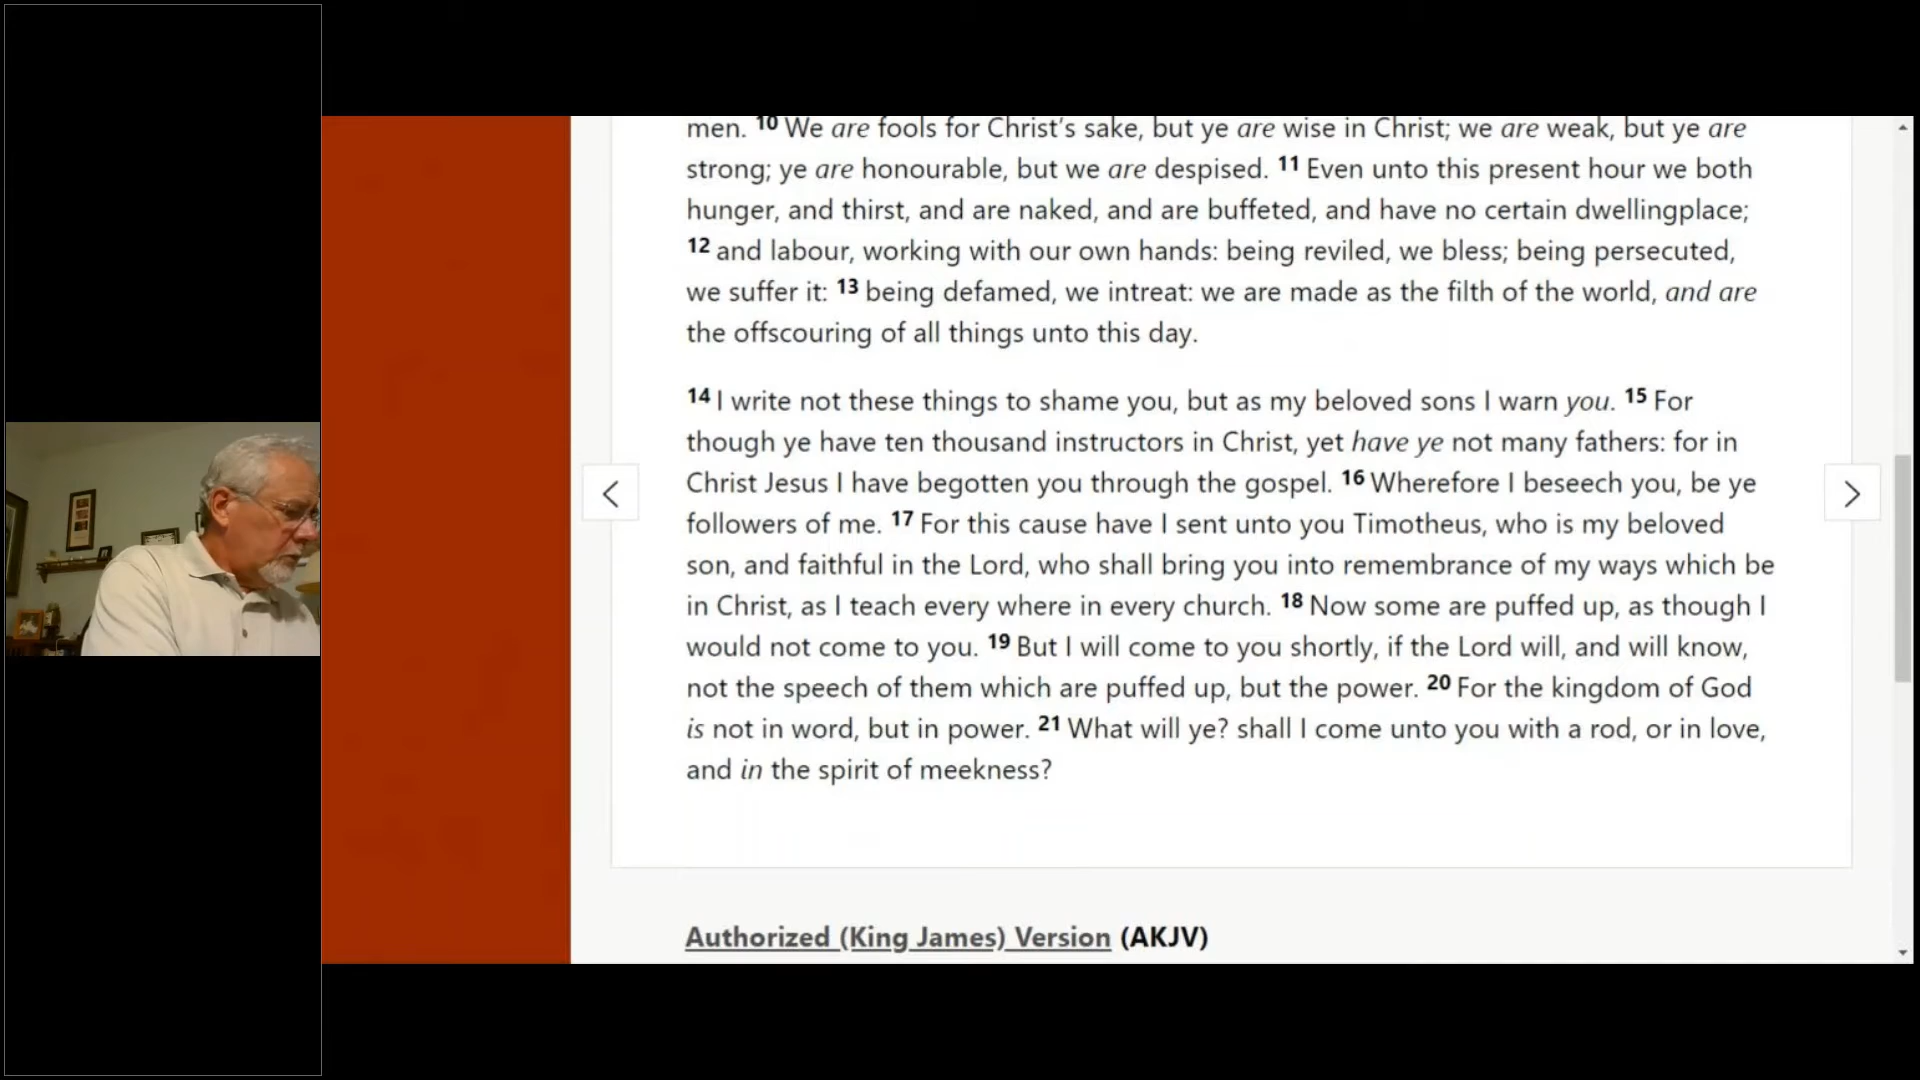 men. 10 We are fools for Christ's sake, but ye are wise in Christ; we are weak, but ye are
strong; ye are honourable, but we are despised. 11 Even unto this present hour we both
hunger, and thirst, and are naked, and are buffeted, and have no certain dwellingplace;
12 and labour, working with our own hands: being reviled, we bless; being persecuted,
we suffer it: 13 being defamed, we intreat: we are made as the filth of the world, and are
the offscouring of all things unto this day.
14 I write not these things to shame you, but as my beloved sons I warn you. 15 For
though ye have ten thousand instructors in Christ, yet have ye not many fathers: for in
Christ Jesus I have begotten you through the gospel. 16 Wherefore I beseech you, be ye
followers of me. 17 For this cause have I sent unto you Timotheus, who is my beloved
son, and faithful in the Lord, who shall bring you into remembrance of my ways which be
in Christ, as I teach every where in every church. 18 Now some are puffed up, as though I
would not come to you. 19 But I will come to you shortly, if the Lord will, and will know,
not the speech of them which are puffed up, but the power. 20 For the kingdom of God
is not in word, but in power. 21 What will ye? shall I come unto you with a rod, or in love,
and in the spirit of meekness?
Authorized (King James) Version (AKJV)